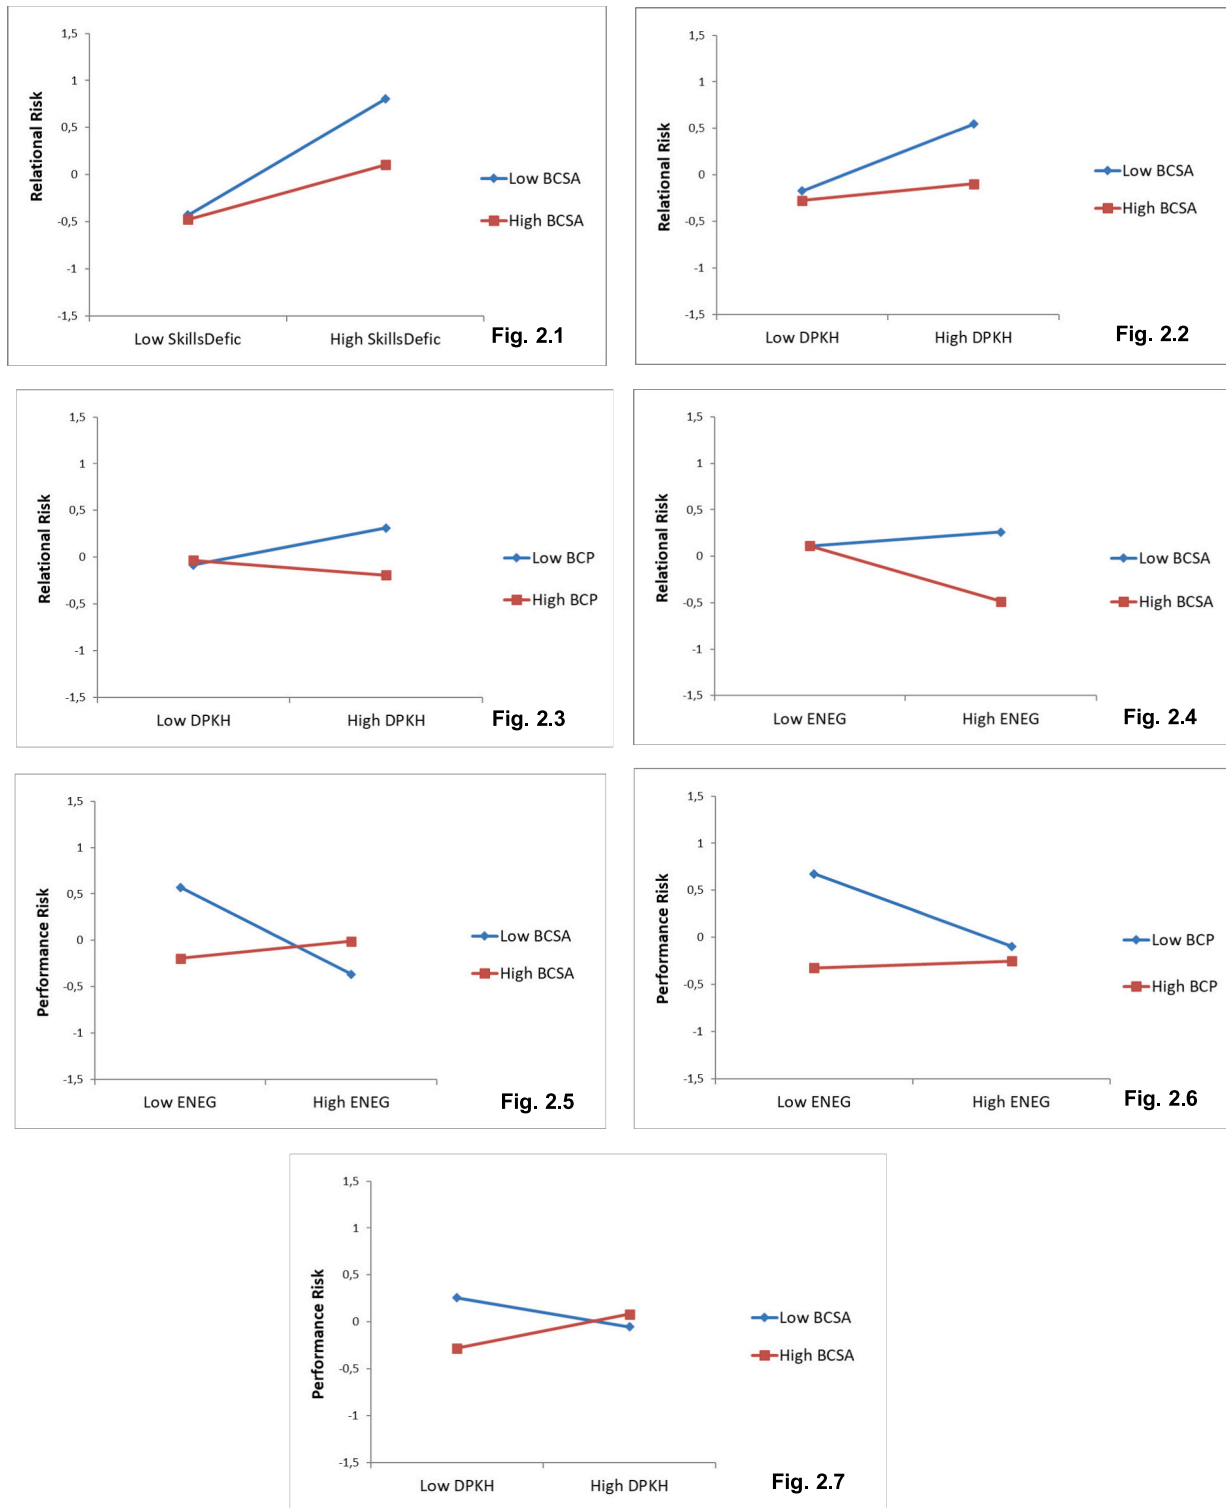 1,5
1
0,5
0
-0,5
-1
-1,5
Relational Risk
Low SkillsDefic
High SkillsDefic
Low BCSA
High BCSA
Fig. 2.1
1,5
1
0,5
0
-0,5
-1
-1,5
Relational Risk
Low DPKH
High DPKH
Low BCSA
High BCSA
Fig. 2.2
1,5
1
0,5
0
-0,5
-1
-1,5
Relational Risk
Low DPKH
High DPKH
Low BCP
High BCP
Fig. 2.3
1,5
1
0,5
0
-0,5
-1
-1,5
Relational Risk
Low ENEG
High ENEG
Low BCSA
High BCSA
Fig. 2.4
1,5
1
0,5
0
-0,5
-1
-1,5
Performance Risk
Low ENEG
High ENEG
Low BCSA
High BCSA
Fig. 2.5
1,5
1
0,5
0
-0,5
-1
-1,5
Performance Risk
Low ENEG
High ENEG
Low BCP
High BCP
Fig. 2.6
1,5
1
0,5
0
-0,5
-1
-1,5
Performance Risk
Low DPKH
High DPKH
Low BCSA
High BCSA
Fig. 2.7